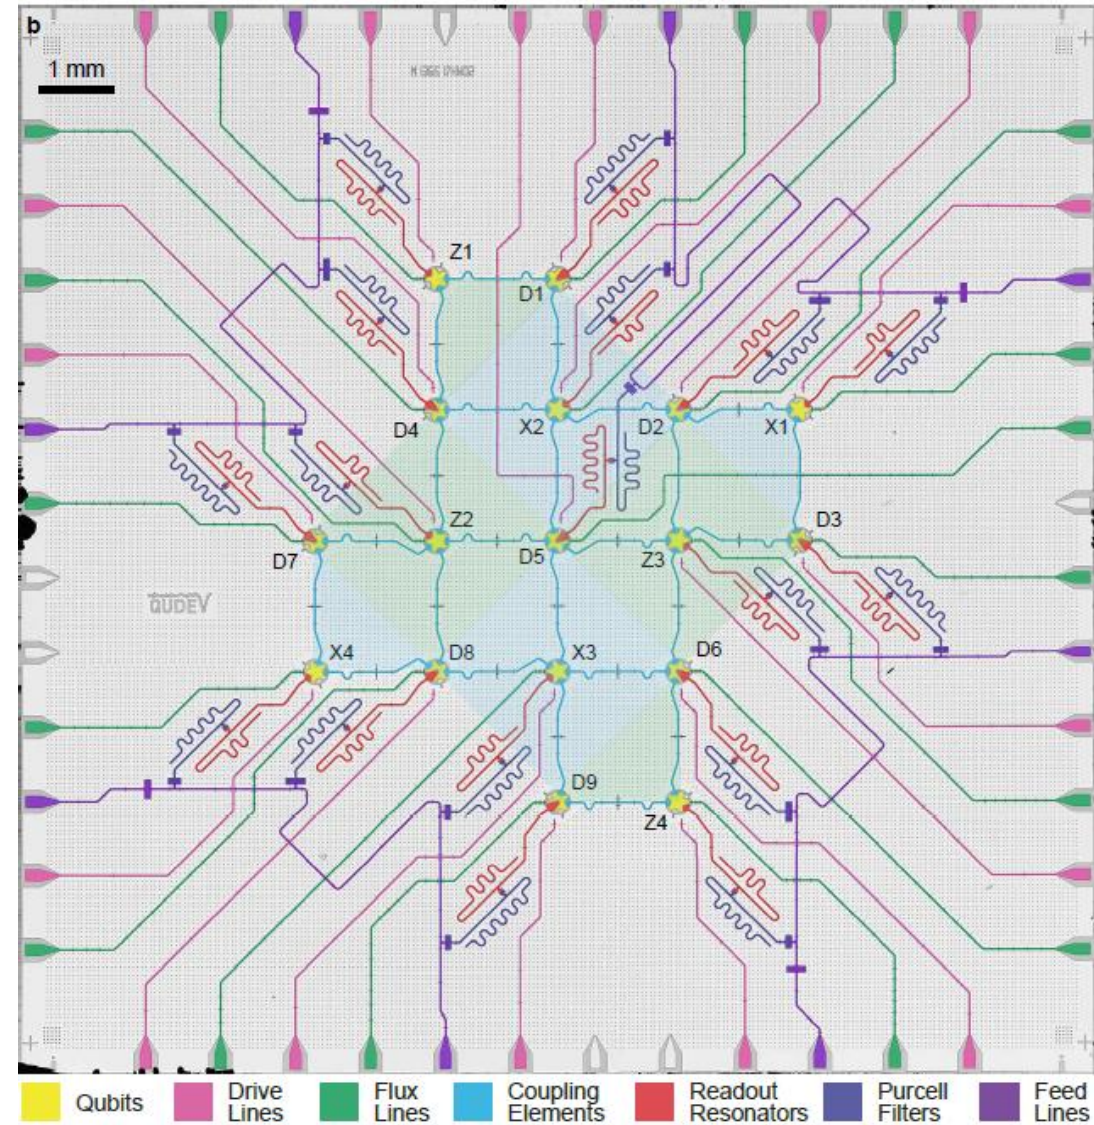 b
1 mm
Z1
D1
D4
X2
D2
X1
Z2
D3
D7
D5
Z3
QUDEV
X4
D8
X3
D6
D9
Z4
Qubits
Drive Lines
Flux Lines
Coupling Elements
Readout Resonators
Purcell Filters
Feed Lines